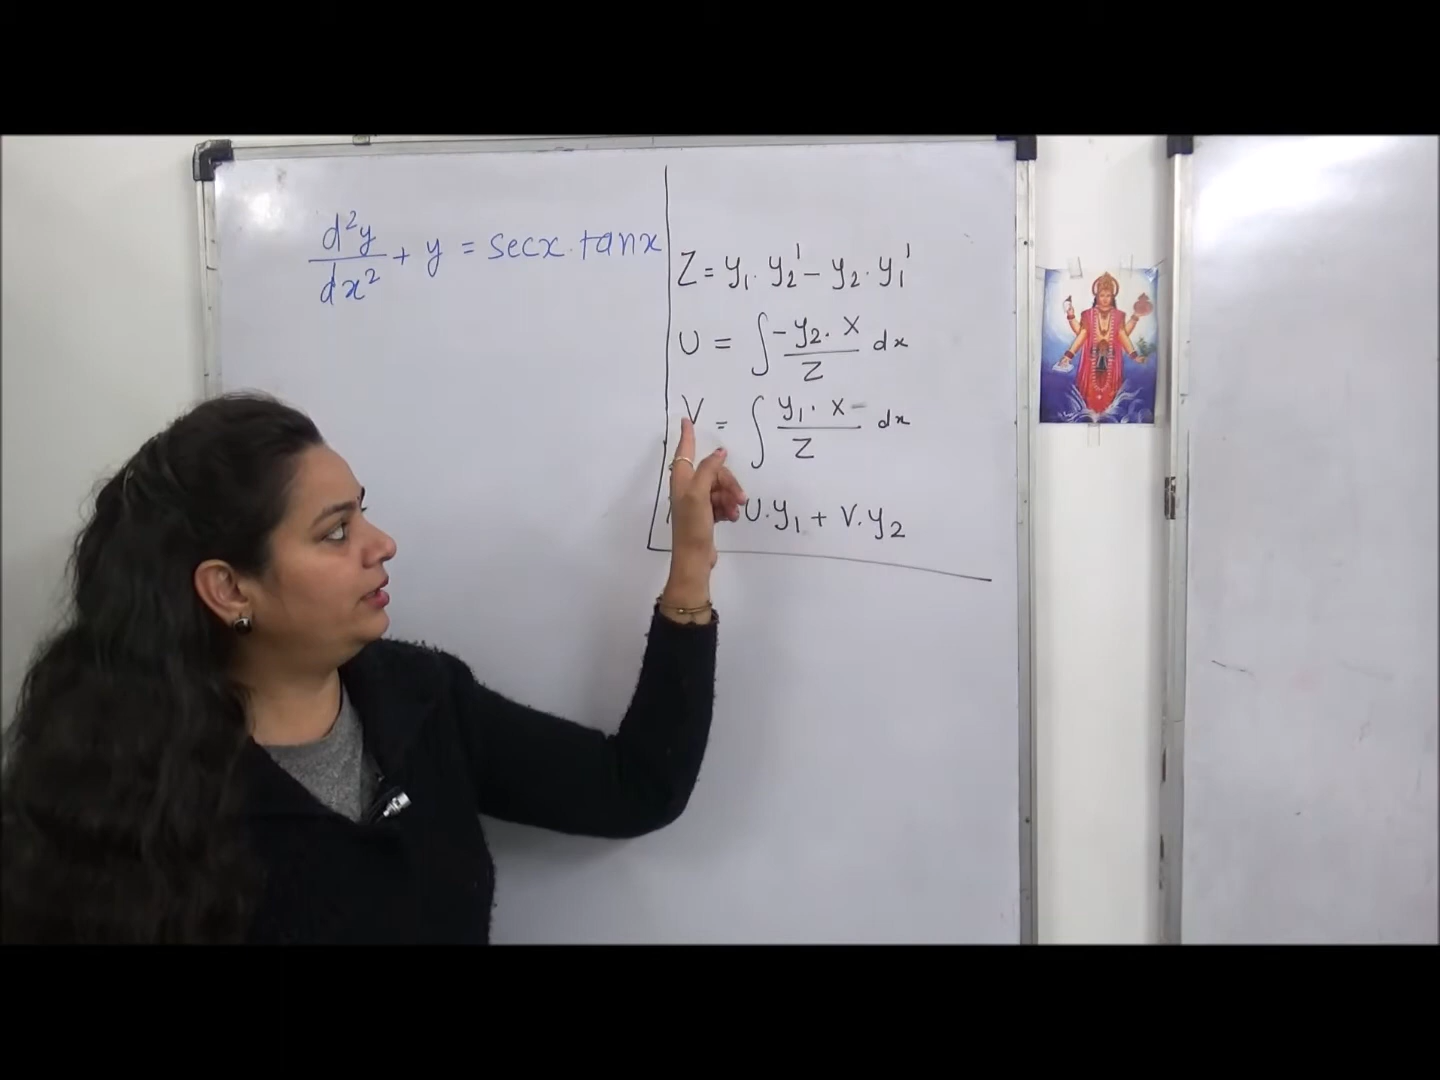 d²y/dx² + y = secx · tanx
Z = y₁ · y₂' − y₂ · y₁'
U = ∫ −y₂ · X / Z dx
V = ∫ y₁ · X / Z dx
U·y₁ + V·y₂